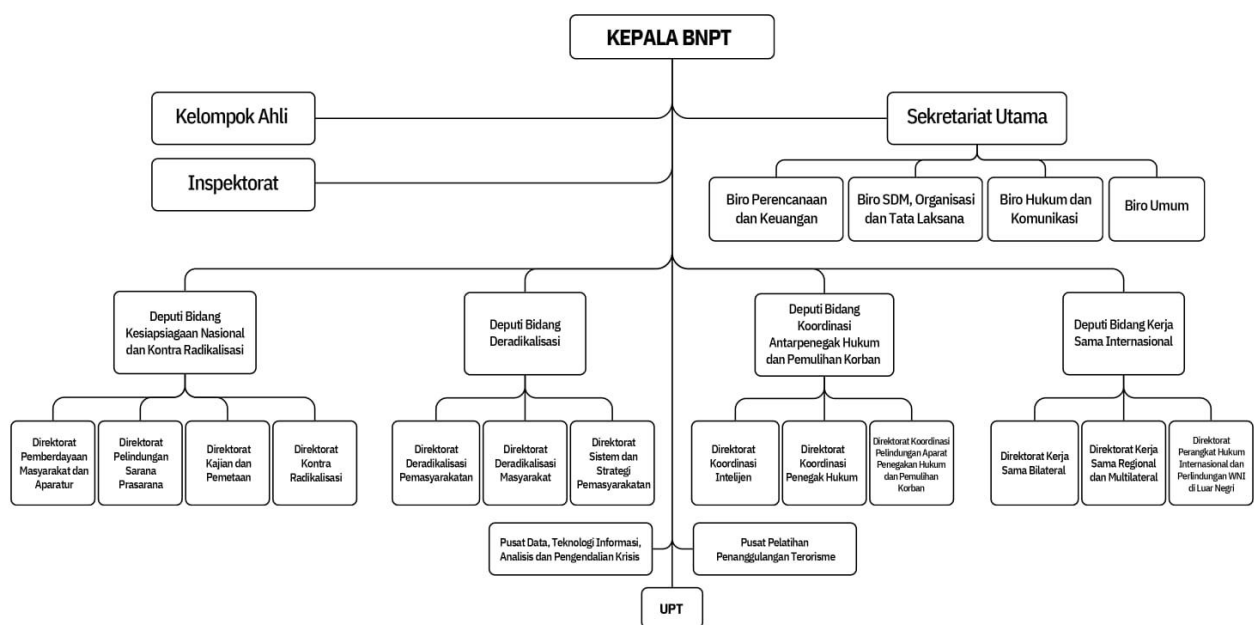 KEPALA BNPT
Kelompok Ahli
Sekretariat Utama
Inspektorat
Biro Perencanaan
dan Keuangan
Biro SDM, Organisasi
dan Tata Laksana
Biro Hukum dan
Komunikasi
Biro Umum
Deputi Bidang
Kesiapsiagaan Nasional
dan Kontra Radikalisasi
Deputi Bidang
Deradikalisasi
Deputi Bidang
Koordinasi
Antarpenegak Hukum
dan Pemulihan Korban
Deputi Bidang Kerja
Sama Internasional
Direktorat
Pemberdayaan
Masyarakat dan
Aparatur
Direktorat
Pelindungan
Sarana
Prasarana
Direktorat
Kajian dan
Pemetaan
Direktorat
Kontra
Radikalisasi
Direktorat
Deradikalisasi
Pemasyarakatan
Direktorat
Deradikalisasi
Masyarakat
Direktorat
Sistem dan
Strategi
Pemasyarakatan
Direktorat
Koordinasi
Intelijen
Direktorat
Koordinasi
Penegak Hukum
Direktorat Koordinasi
Pelindungan Aparat
Penegakan Hukum
dan Pemulihan
Korban
Direktorat Kerja
Sama Bilateral
Direktorat Kerja
Sama Regional
dan Multilateral
Direktorat
Perangkat Hukum
Internasional dan
Perlindungan WNI
di Luar Negri
Pusat Data, Teknologi Informasi,
Analisis dan Pengendalian Krisis
Pusat Pelatihan
Penanggulangan Terorisme
UPT